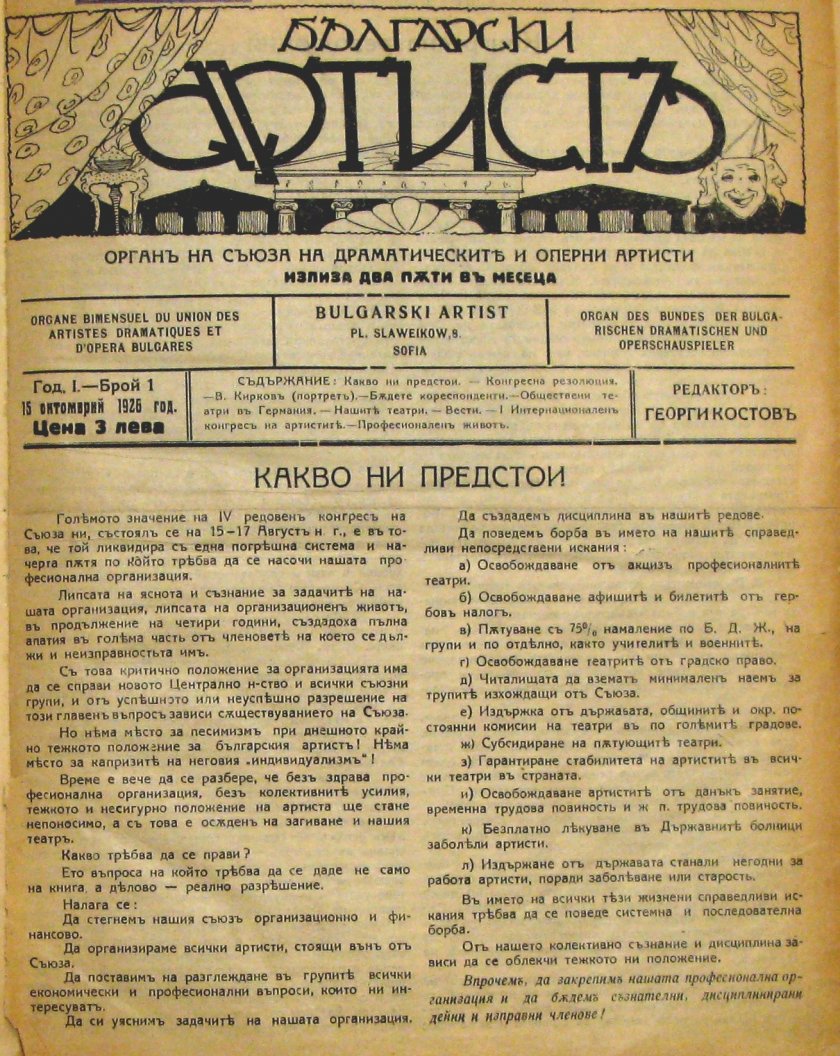 БЪЛГАРСКИ
АРТИСТЪ
ОРГАНЪ НА СЪЮЗА НА ДРАМАТИЧЕСКИТѢ И ОПЕРНИ АРТИСТИ
ИЗЛИЗА ДВА ПѪТИ ВЪ МЕСЕЦА
ORGANE BIMENSUEL DU UNION DES
ARTISTES DRAMATIQUES ET
D'OPERA BULGARES
BULGARSKI ARTIST
PL. SLAWEIKOW, 8.
SOFIA
ORGAN DES BUNDES DER BULGA-
RISCHEN DRAMATISCHEN UND
OPERSCHAUSPIELER
Год. I.—Брой 1
15 октомврий 1926 год.
Цена 3 лева
СЪДЪРЖАНИЕ: Какво ни предстои. — Конгресна резолюция.
—В. Кирковъ (портретъ).—Бѫдете кореспонденти.—Обществени те-
атри въ Германия. — Нашитѣ театри. — Вести. — I Интернационаленъ
конгресъ на артиститѣ.—Професионаленъ животъ.
РЕДАКТОРЪ:
ГЕОРГИ КОСТОВЪ
КАКВО НИ ПРЕДСТОИ
Голѣмото значение на IV редовенъ конгресъ на
Съюза ни, състоялъ се на 15—17 Августъ н г., е въ то-
ва, че той ликвидира съ една погрѣшна система и на-
черта пѫтя по който трѣбва да се насочи нашата про-
фесионална организация.
Липсата на яснота и съзнание за задачитѣ на на-
шата организация, липсата на организационенъ животъ,
въ продължение на четири години, създадоха пълна
апатия въ голѣма часть отъ членоветѣ на което се дъл-
жи и неизправностьта имъ.
Съ това критично положение за организацията има
да се справи новото Централно н-ство и всички съюзни
групи, и отъ успѣшното или неуспѣшно разрешение на
този главенъ въпросъ зависи сѫществуванието на Съюза.
Но нѣма мѣсто за песимизмъ при днешното край-
но тежкото положение за българския артистъ! Нѣма
мѣсто за капризитѣ на неговия „индивидуализмъ“!
Време е вече да се разбере, че безъ здрава про-
фесионална организация, безъ колективнитѣ усилия,
тежкото и несигурно положение на артиста ще стане
непоносимо, а съ това е осѫденъ на загиване и нашия
театръ.
Какво трѣбва да се прави?
Ето въпроса на който трѣбва да се даде не само
на книга, а дѣлово — реално разрѣшение.
Налага се:
Да стегнемъ нашия съюзъ организационно и фи-
нансово.
Да организираме всички артисти, стоящи вънъ отъ
Съюза.
Да поставимъ на разглеждане въ групитѣ всички
економически и професионални въпроси, които ни ин-
тересуватъ.
Да си уяснимъ задачитѣ на нашата организация.
Да създадемъ дисциплина въ нашитѣ редове.
Да поведемъ борба въ името на нашитѣ справед-
ливи непосредствени искания:
а) Освобождаване отъ акцизъ професионалнитѣ
театри.
б) Освобождаване афишитѣ и билетитѣ отъ гер-
бовъ налогъ.
в) Пѫтуване съ 75% намаление по Б. Д. Ж., на
групи и по отдѣлно, както учителитѣ и военнитѣ.
г) Освобождаване театритѣ отъ градско право.
д) Читалищата да взематъ минималенъ наемъ за
трупитѣ изхождащи отъ Съюза.
е) Издържка отъ държавата, общинитѣ и окр. по-
стоянни комисии на театри въ по голѣмитѣ градове.
ж) Субсидиране на пѫтующитѣ театри.
з) Гарантиране стабилитета на артиститѣ въ всич-
ки театри въ страната.
и) Освобождаване артиститѣ отъ данъкъ занятие,
временна трудова повиность и ж п. трудова повичость.
к) Безплатно лѣкуване въ Държавнитѣ болници
заболѣли артисти.
л) Издържане отъ държавата станали негодни за
работа артисти, поради заболѣване или старость.
Въ името на всички тѣзи жизнени справедливи ис-
кания трѣбва да се поведе системна и последователна
борба.
Отъ нашето колективно съзнание и дисциплина за-
виси да се облекчи тежкото ни положение.
Впрочемъ, да закрепимъ нашата професионална ор-
ганизация и да бѫдемъ съзнателни, дисциплинирани
дейни и изправни членове!